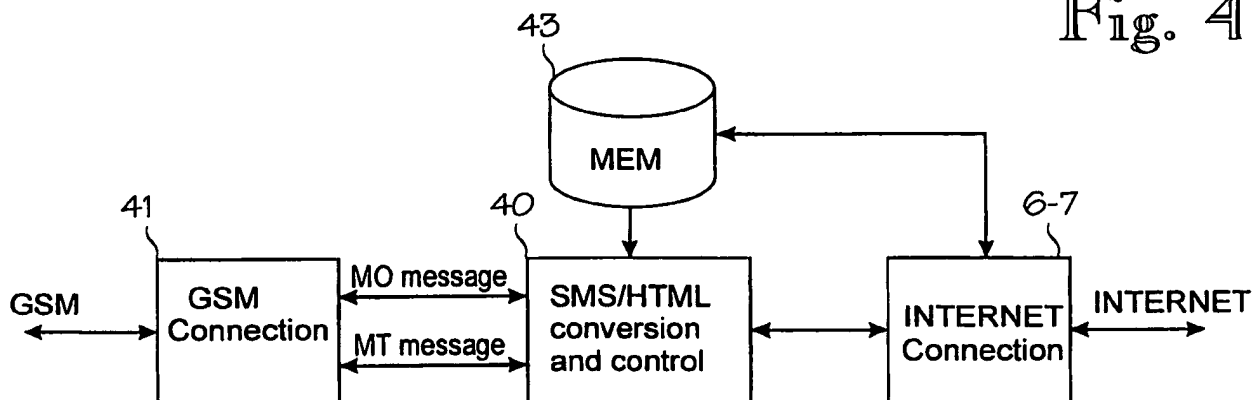 Fig. 4
43
MEM
41
40
6-7
GSM
GSM
Connection
MO message
MT message
SMS/HTML
conversion
and control
INTERNET
Connection
INTERNET